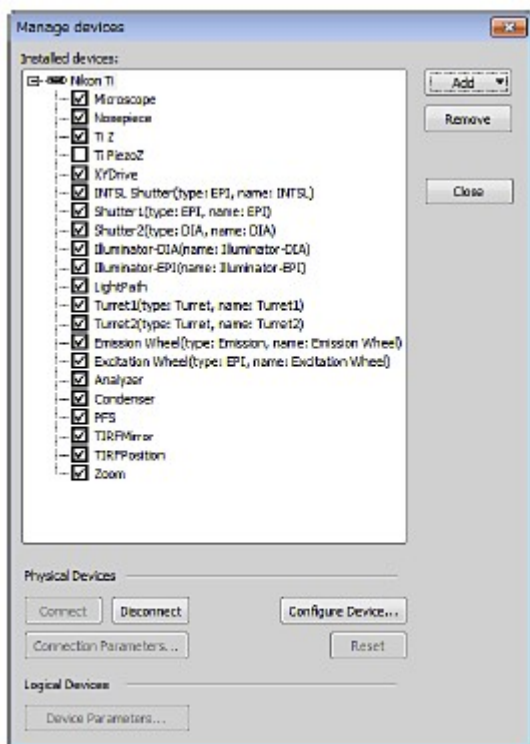 Manage devices
Installed devices:
Nikon Ti
Microscope
Nosepiece
Ti Z
Ti PiezoZ
XYDrive
INTSL Shutter(type: EPI, name: INTSL)
Shutter1(type: EPI, name: EPI)
Shutter2(type: DIA, name: DIA)
Illuminator-DIA(name: Illuminator-DIA)
Illuminator-EPI(name: Illuminator-EPI)
LightPath
Turret1(type: Turret, name: Turret1)
Turret2(type: Turret, name: Turret2)
Emission Wheel(type: Emission, name: Emission Wheel)
Excitation Wheel(type: EPI, name: Excitation Wheel)
Analyzer
Condenser
PFS
TIRFMirror
TIRFPosition
Zoom
Add
Remove
Close
Physical Devices
Connect Disconnect Configure Device...
Connection Parameters... Reset
Logical Devices
Device Parameters...